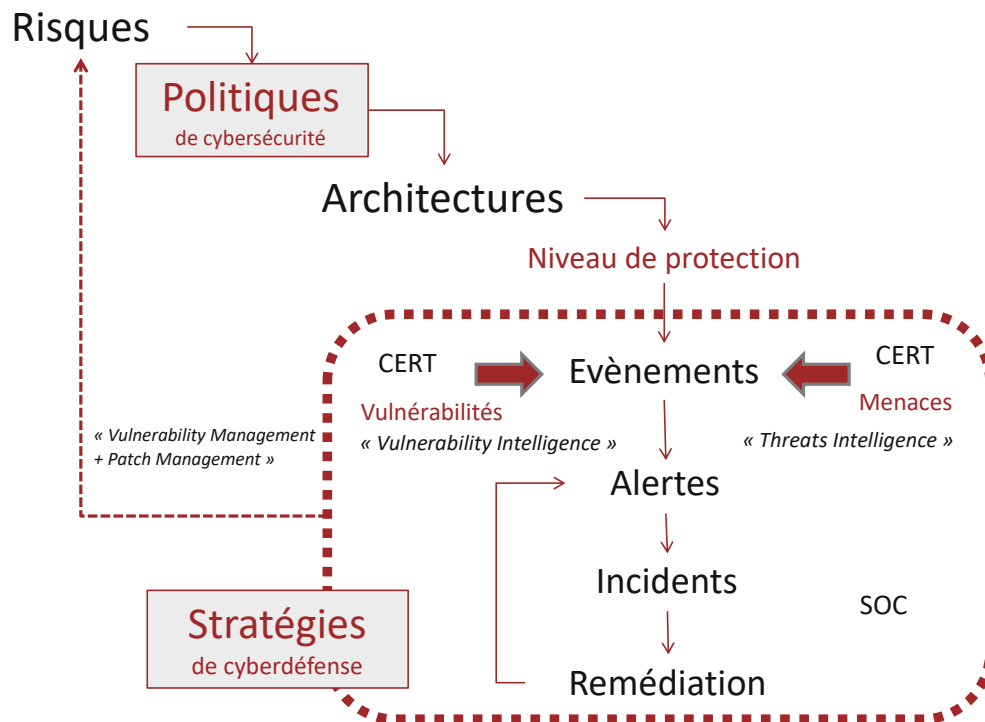 Risques
Politiques
de cybersécurité
Architectures
Niveau de protection
CERT
Evènements
CERT
Vulnérabilités
Menaces
« Vulnerability Management
+ Patch Management »
« Vulnerability Intelligence »
« Threats Intelligence »
Alertes
Incidents
SOC
Stratégies
de cyberdéfense
Remédiation